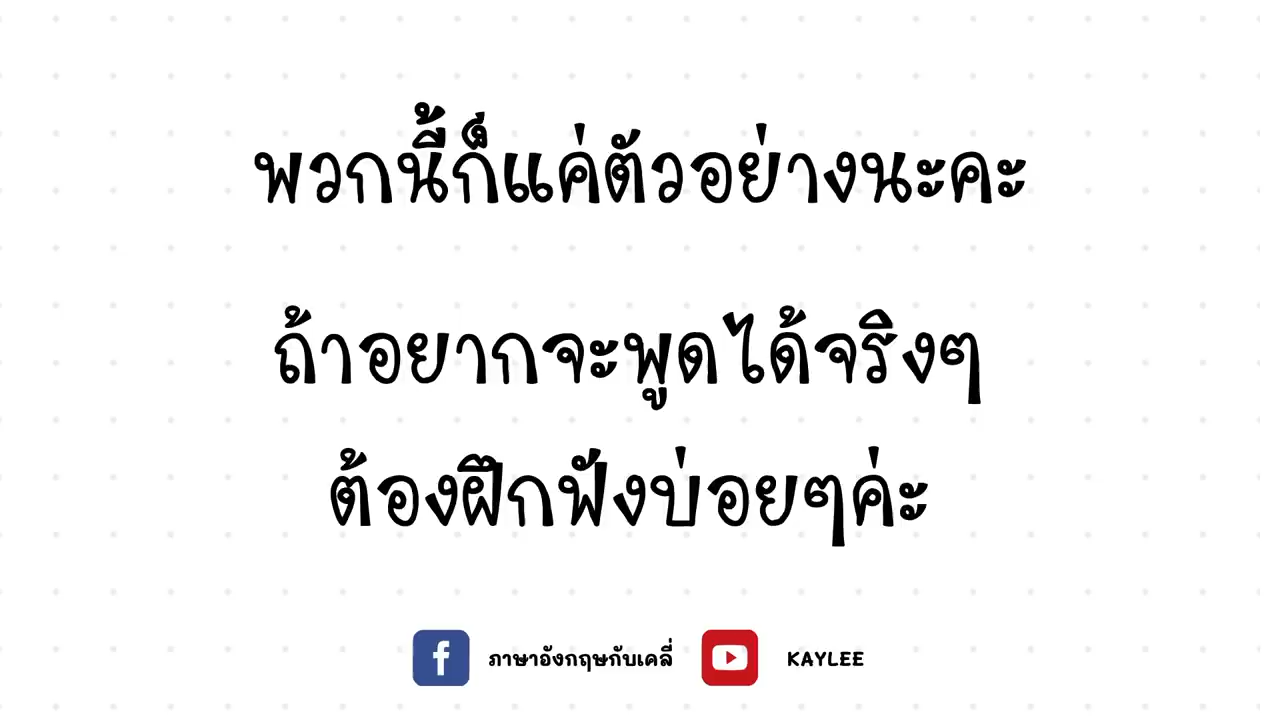 พวกนี้ก็แค่ตัวอย่างนะคะ
ถ้าอยากจะพูดได้จริงๆ
ต้องฝึกฟังบ่อยๆค่ะ
ภาษาอังกฤษกับเคลี่ KAYLEE